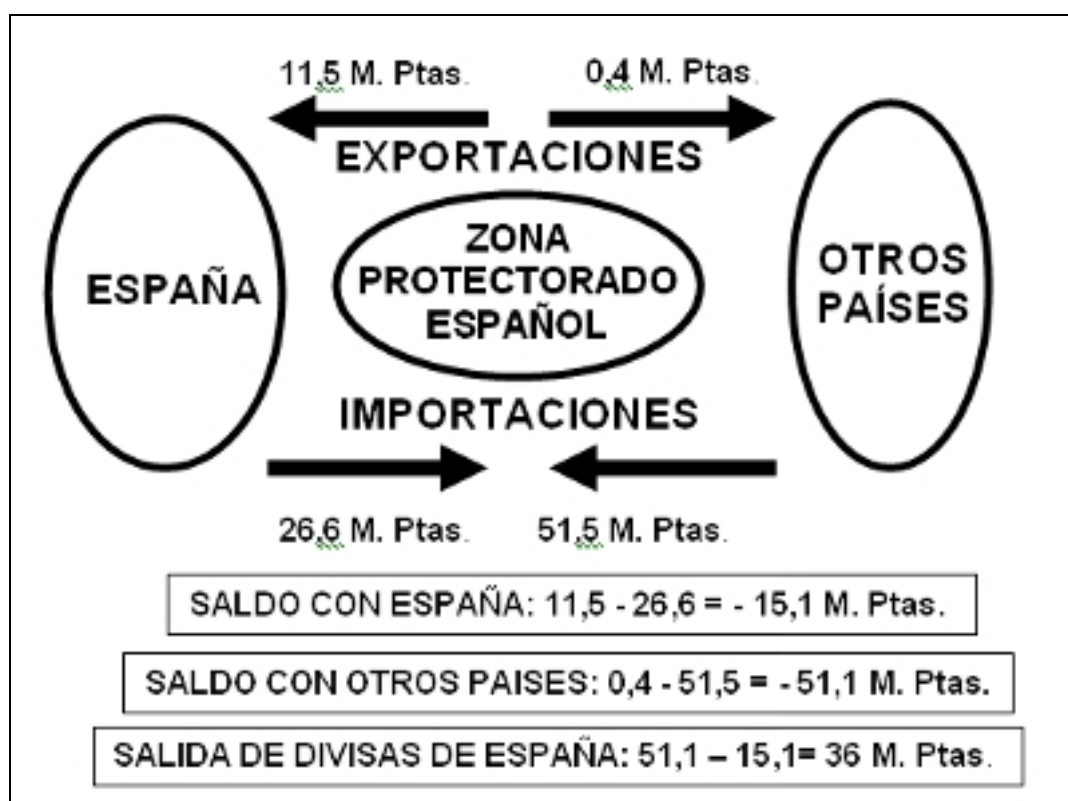 11,5 M. Ptas. 0,4 M. Ptas.
EXPORTACIONES
ZONA
PROTECTORADO
ESPAÑOL
ESPAÑA
OTROS
PAÍSES
IMPORTACIONES
26,6 M. Ptas. 51,5 M. Ptas.
SALDO CON ESPAÑA: 11,5 - 26,6 = - 15,1 M. Ptas.
SALDO CON OTROS PAISES: 0,4 - 51,5 = - 51,1 M. Ptas.
SALIDA DE DIVISAS DE ESPAÑA: 51,1 – 15,1= 36 M. Ptas.